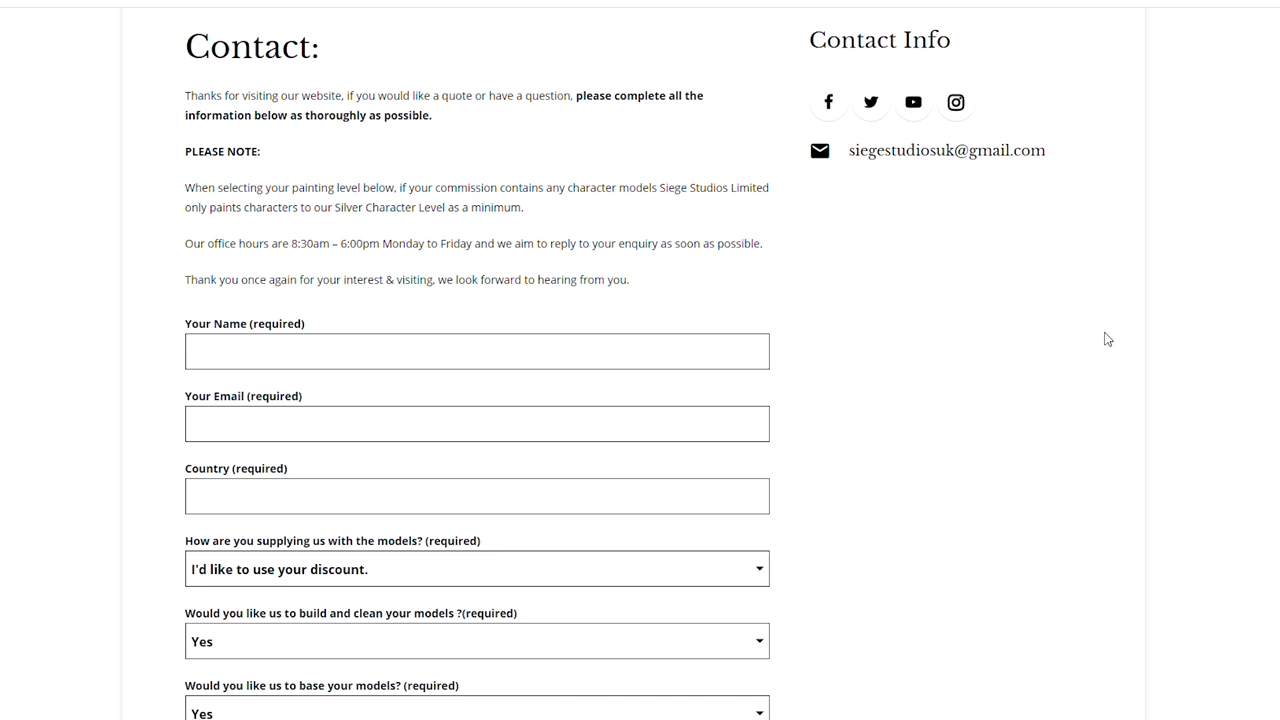 Contact:
Thanks for visiting our website, if you would like a quote or have a question, please complete all the
information below as thoroughly as possible.
PLEASE NOTE:
When selecting your painting level below, if your commission contains any character models Siege Studios Limited
only paints characters to our Silver Character Level as a minimum.
Our office hours are 8:30am – 6:00pm Monday to Friday and we aim to reply to your enquiry as soon as possible.
Thank you once again for your interest & visiting, we look forward to hearing from you.
Your Name (required)
Your Email (required)
Country (required)
How are you supplying us with the models? (required)
I'd like to use your discount.
Would you like us to build and clean your models ?(required)
Yes
Would you like us to base your models? (required)
Yes
Contact Info
siegestudiosuk@gmail.com